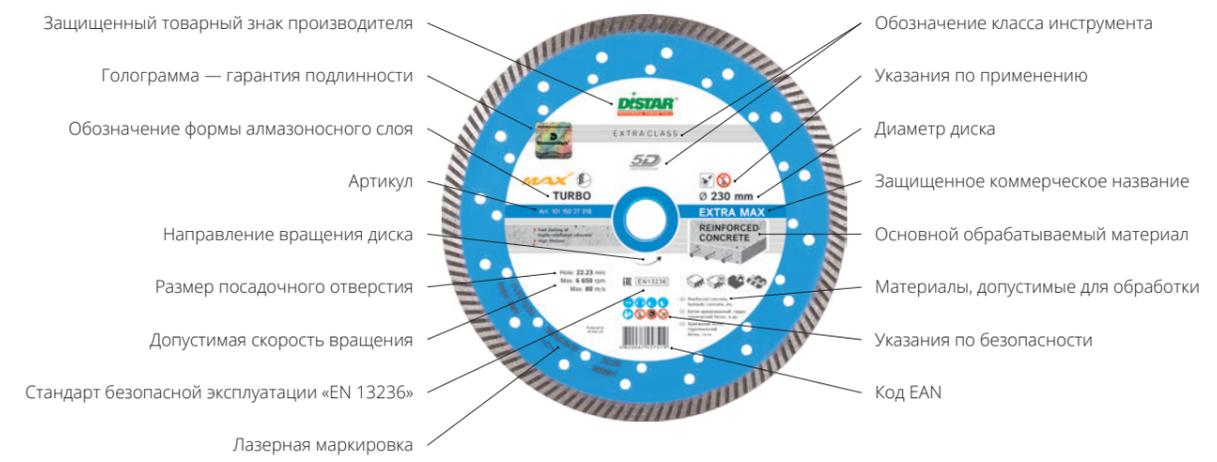 Защищенный товарный знак производителя
Голограмма — гарантия подлинности
Обозначение формы алмазоносного слоя
Артикул
Направление вращения диска
Размер посадочного отверстия
Допустимая скорость вращения
Стандарт безопасной эксплуатации «EN 13236»
Лазерная маркировка
DiSTAR
EXTRA CLASS
5D
MAX
TURBO
Ø 230 mm
EXTRA MAX
REINFORCED
CONCRETE
Hole: 22.23 mm
Max. 6 650 rpm
Max. 80 m/s
EN13236
Обозначение класса инструмента
Указания по применению
Диаметр диска
Защищенное коммерческое название
Основной обрабатываемый материал
Материалы, допустимые для обработки
Указания по безопасности
Код EAN